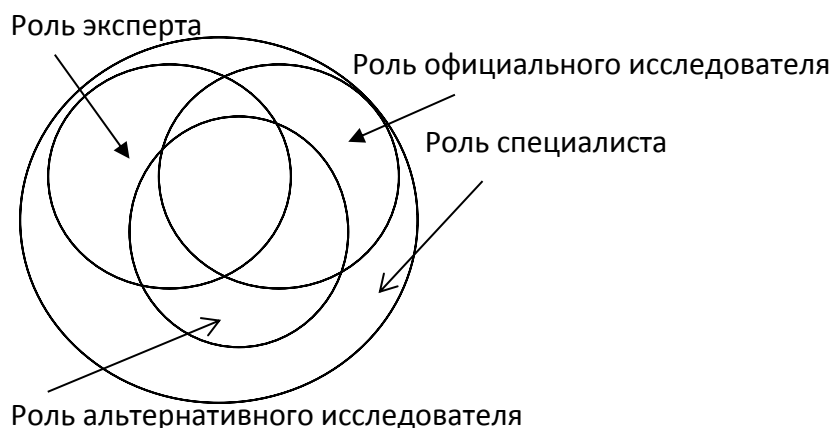 Роль эксперта
Роль официального исследователя
Роль специалиста
Роль альтернативного исследователя